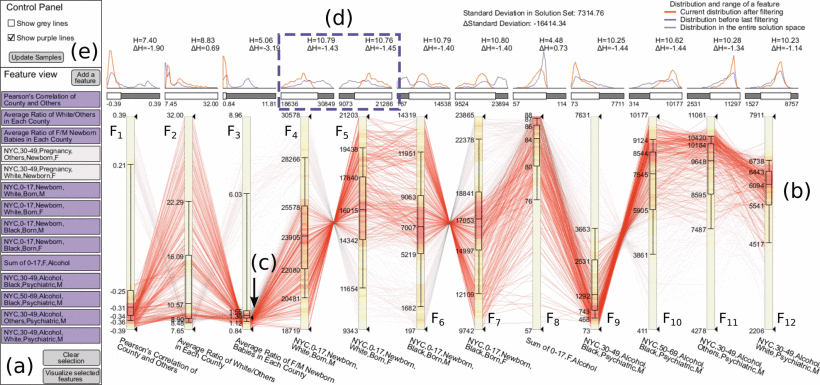 Control Panel
Show grey lines
Show purple lines
Update Samples
(e)
Feature view
Add a
feature
Pearson's Correlation of
County and Others
Average Ratio of White/Others
in Each County
Average Ratio of F/M Newborn
Babies in Each County
NYC,30-49,Pregnancy,
Others,Newborn,F
NYC,30-49,Pregnancy,
White,Newborn,F
NYC,0-17,Newborn,
White,Born,M
NYC,0-17,Newborn,
White,Born,F
NYC,0-17,Newborn,
Black,Born,M
NYC,0-17,Newborn,
Black,Born,F
Sum of 0-17,F,Alcohol
NYC,30-49,Alcohol,
Black,Psychiatric,M
NYC,50-69,Alcohol,
Black,Psychiatric,M
NYC,30-49,Alcohol,
Others,Psychiatric,M
NYC,30-49,Alcohol,
White,Psychiatric,M
(a)
Clear
selection
Visualize selected
features
(d)
Standard Deviation in Solution Set: 7314.76
ΔStandard Deviation: -16414.34
Distribution and range of a feature
Current distribution after filtering
Distribution before last filtering
Distribution in the entire solution space
H=7.40 H=8.83 H=5.06 H=10.79 H=10.76 H=10.79 H=10.80 H=4.48 H=10.25 H=10.62 H=10.28 H=10.23
ΔH=-1.90 ΔH=0.69 ΔH=-3.19 ΔH=-1.43 ΔH=-1.45 ΔH=-1.40 ΔH=-1.40 ΔH=0.73 ΔH=-1.44 ΔH=-1.44 ΔH=-1.34 ΔH=-1.14
-0.39 0.39 7.45 32.00 0.84 11.81 18636 30849 9073 21286 67 14538 9524 23894 57 114 73 7711 314 10177 2531 11297 1527 8757
0.39 32.00 8.79 30578 21203 14319 23865 88 7631 10177 11061 7911
F1 F2 F3 F4 F5 F6 F7 F8 F9 F10 F11 F12
0.21
-0.25
-0.31
-0.34
-0.36
-0.39
22.29
16.09
10.57
7.65
6.03
1.12
0.84
28266
25578
23905
22280
20481
18719
19439
17840
16015
14342
9343
11951
9063
7007
5219
1682
197
22378
18841
17053
14997
12109
9742
86
84
82
76
57
5631
2531
1292
742
468
73
9124
8544
7445
5905
3861
411
10420
10184
9648
8095
4278
6738
6443
6094
5541
4517
2206
(b)
(c)
Pearson's Correlation of
County and Others
Average Ratio of White/Others
in Each County
Average Ratio of F/M Newborn
Babies in Each County
NYC,0-17,Newborn,
White,Born,M
NYC,0-17,Newborn,
White,Born,F
NYC,0-17,Newborn,
Black,Born,M
NYC,0-17,Newborn,
Black,Born,F
Sum of 0-17,F,Alcohol
NYC,30-49,Alcohol
Black,Psychiatric,M
NYC,50-69,Alcohol
Black,Psychiatric,M
NYC,30-49,Alcohol
Others,Psychiatric,M
NYC,30-49,Alcohol
White,Psychiatric,M